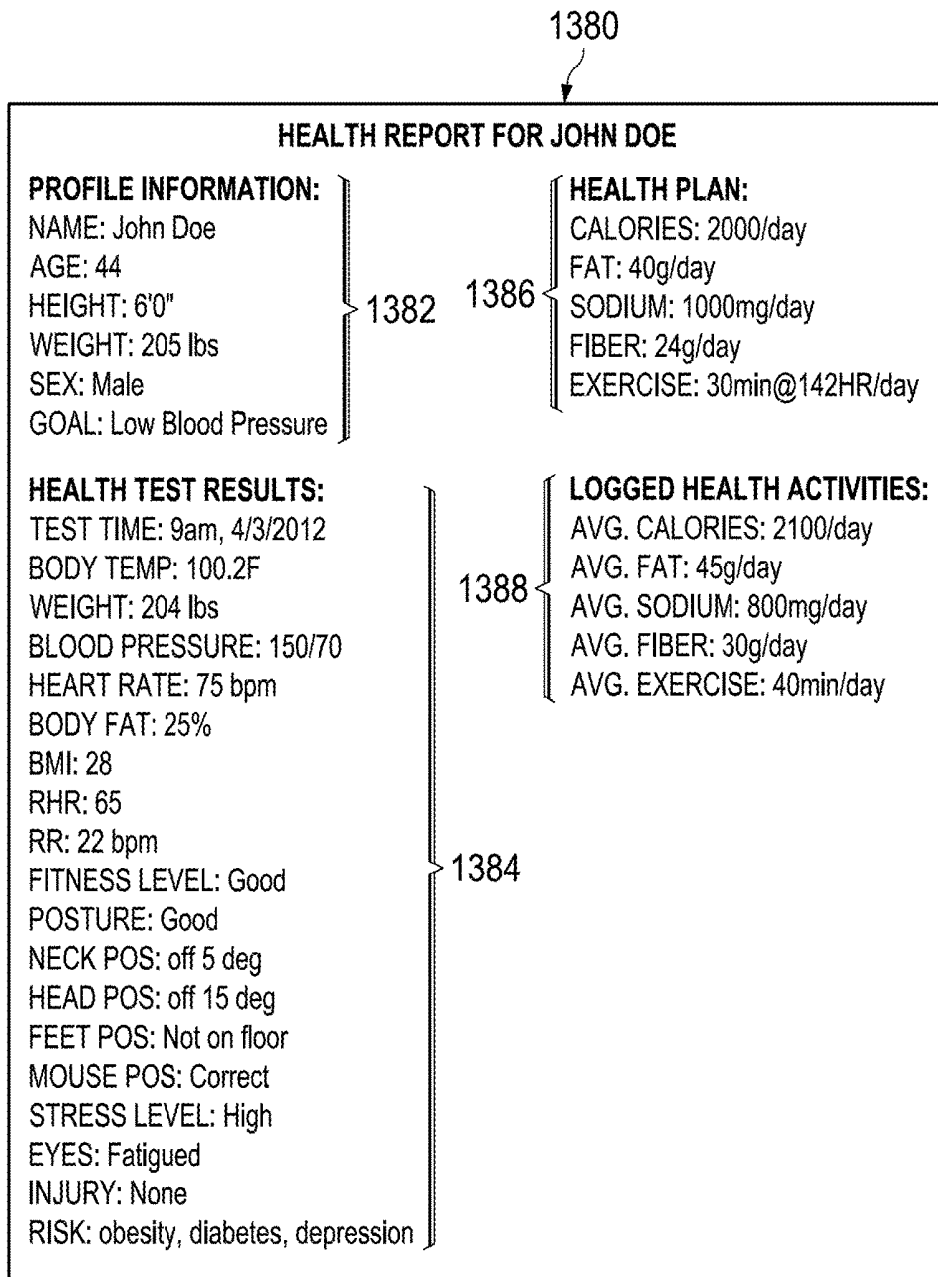 1380
HEALTH REPORT FOR JOHN DOE
PROFILE INFORMATION:
NAME: John Doe
AGE: 44
HEIGHT: 6'0"
WEIGHT: 205 lbs
SEX: Male
GOAL: Low Blood Pressure
1382
1386
HEALTH PLAN:
CALORIES: 2000/day
FAT: 40g/day
SODIUM: 1000mg/day
FIBER: 24g/day
EXERCISE: 30min@142HR/day
HEALTH TEST RESULTS:
TEST TIME: 9am, 4/3/2012
BODY TEMP: 100.2F
WEIGHT: 204 lbs
BLOOD PRESSURE: 150/70
HEART RATE: 75 bpm
BODY FAT: 25%
BMI: 28
RHR: 65
RR: 22 bpm
FITNESS LEVEL: Good
POSTURE: Good
NECK POS: off 5 deg
HEAD POS: off 15 deg
FEET POS: Not on floor
MOUSE POS: Correct
STRESS LEVEL: High
EYES: Fatigued
INJURY: None
RISK: obesity, diabetes, depression
1384
1388
LOGGED HEALTH ACTIVITIES:
AVG. CALORIES: 2100/day
AVG. FAT: 45g/day
AVG. SODIUM: 800mg/day
AVG. FIBER: 30g/day
AVG. EXERCISE: 40min/day